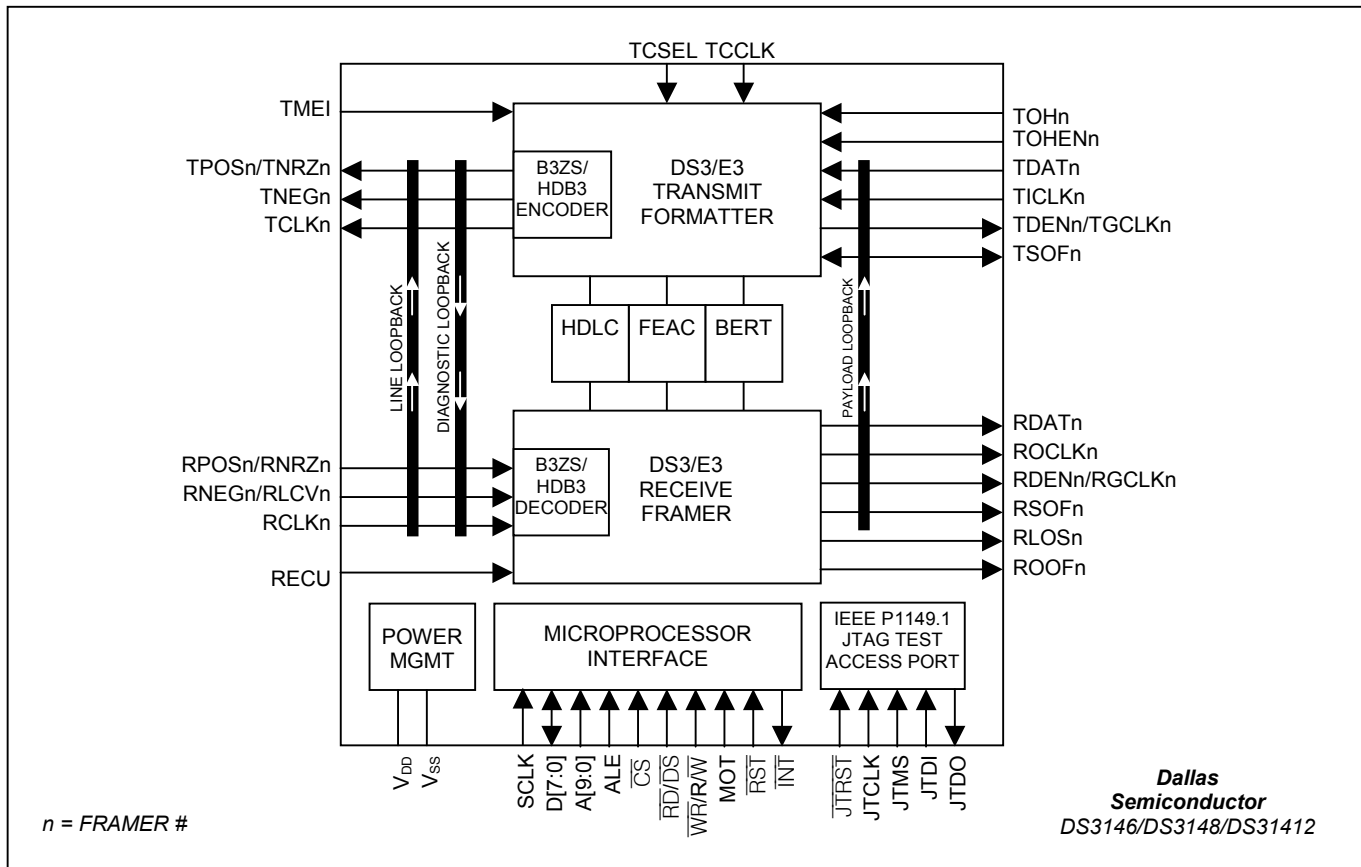 TCSEL TCCLK
TMEI
TPOSn/TNRZn
TNEGn
TCLKn
B3ZS/
HDB3
ENCODER
DS3/E3
TRANSMIT
FORMATTER
TOHn
TOHENn
TDATn
TICLKn
TDENn/TGCLKn
TSOFn
LINE LOOPBACK
DIAGNOSTIC LOOPBACK
HDLC
FEAC
BERT
PAYLOAD LOOPBACK
RPOSn/RNRZn
RNEGn/RLCVn
RCLKn
RECU
B3ZS/
HDB3
DECODER
DS3/E3
RECEIVE
FRAMER
RDATn
ROCLKn
RDENn/RGCLKn
RSOFn
RLOSn
ROOFn
POWER
MGMT
MICROPROCESSOR
INTERFACE
IEEE P1149.1
JTAG TEST
ACCESS PORT
VDD
VSS
SCLK
D[7:0]
A[9:0]
ALE
CS
RD/DS
WR/R/W
MOT
RST
INT
JTRST
JTCLK
JTMS
JTDI
JTDO
n = FRAMER #
Dallas
Semiconductor
DS3146/DS3148/DS31412